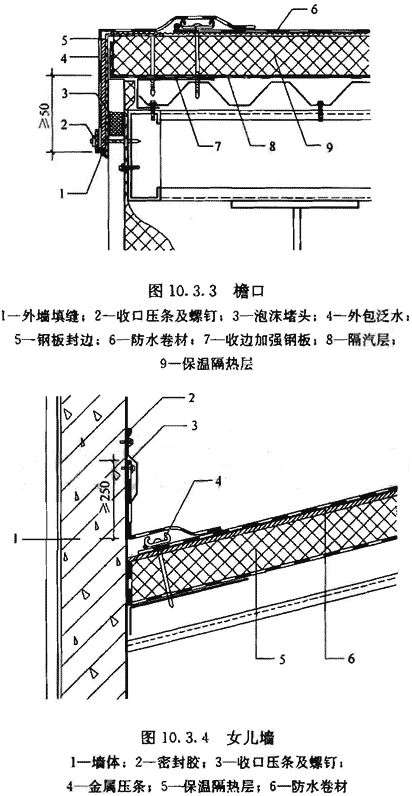 6
5
4
3
≥50
2
1
7
8
9
图 10.3.3 檐口
1—外墙填缝；2—收口压条及螺钉；3—泡沫堵头；4—外包泛水；
5—钢板封边；6—防水卷材；7—收边加强钢板；8—隔汽层；
9—保温隔热层
2
3
≥250
4
1
5
6
图 10.3.4 女儿墙
1—墙体；2—密封胶；3—收口压条及螺钉；
4—金属压条；5—保温隔热层；6—防水卷材